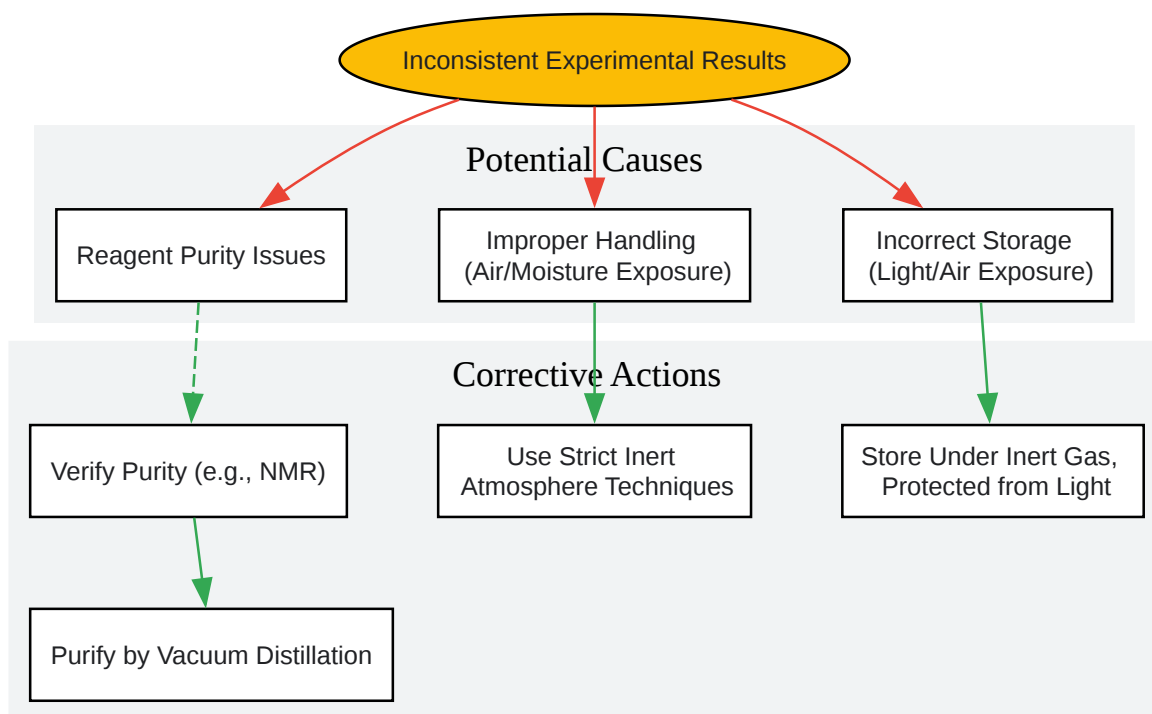 Inconsistent Experimental Results
Potential Causes
Reagent Purity Issues
Improper Handling
(Air/Moisture Exposure)
Incorrect Storage
(Light/Air Exposure)
Corrective Actions
Verify Purity (e.g., NMR)
Use Strict Inert
Atmosphere Techniques
Store Under Inert Gas,
Protected from Light
Purify by Vacuum Distillation